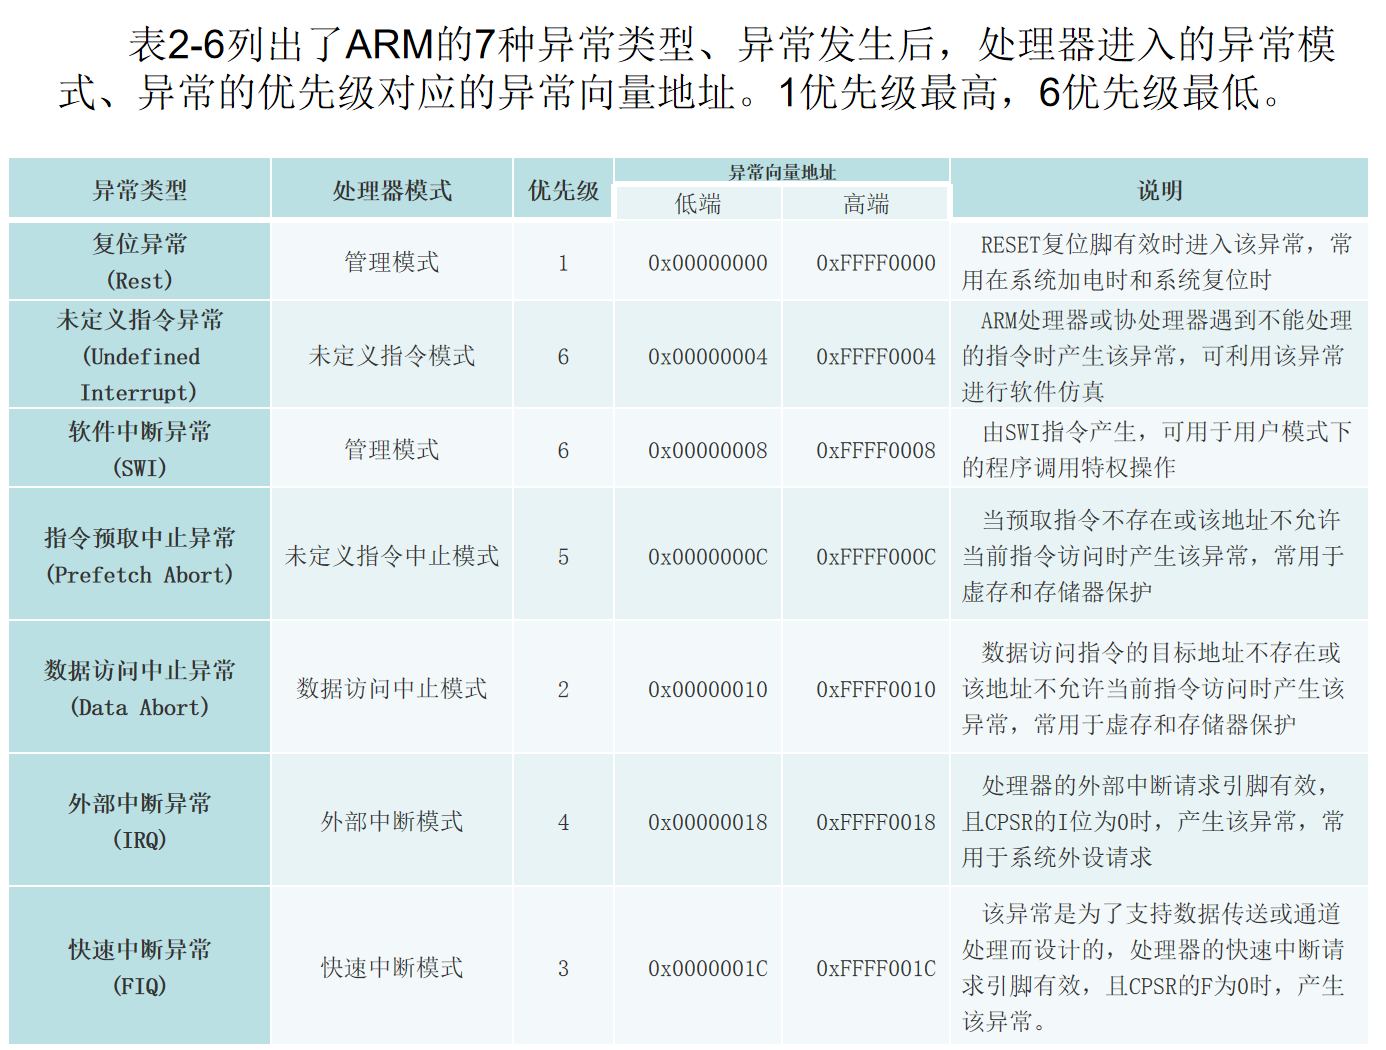 表2-6列出了ARM的7种异常类型、异常发生后，处理器进入的异常模
式、异常的优先级对应的异常向量地址。1优先级最高，6优先级最低。
异常类型
处理器模式
优先级
异常向量地址
低端
高端
说明
复位异常
(Rest)
管理模式
1
0x00000000
0xFFFF0000
RESET复位脚有效时进入该异常，常
用在系统加电时和系统复位时
未定义指令异常
(Undefined
Interrupt)
未定义指令模式
6
0x00000004
0xFFFF0004
ARM处理器或协处理器遇到不能处理
的指令时产生该异常，可利用该异常
进行软件仿真
软件中断异常
(SWI)
管理模式
6
0x00000008
0xFFFF0008
由SWI指令产生，可用于用户模式下
的程序调用特权操作
指令预取中止异常
(Prefetch Abort)
未定义指令中止模式
5
0x0000000C
0xFFFF000C
当预取指令不存在或该地址不允许
当前指令访问时产生该异常，常用于
虚存和存储器保护
数据访问中止异常
(Data Abort)
数据访问中止模式
2
0x00000010
0xFFFF0010
数据访问指令的目标地址不存在或
该地址不允许当前指令访问时产生该
异常，常用于虚存和存储器保护
外部中断异常
(IRQ)
外部中断模式
4
0x00000018
0xFFFF0018
处理器的外部中断请求引脚有效，
且CPSR的I位为0时，产生该异常，常
用于系统外设请求
快速中断异常
(FIQ)
快速中断模式
3
0x0000001C
0xFFFF001C
该异常是为了支持数据传送或通道
处理而设计的，处理器的快速中断请
求引脚有效，且CPSR的F为0时，产生
该异常。